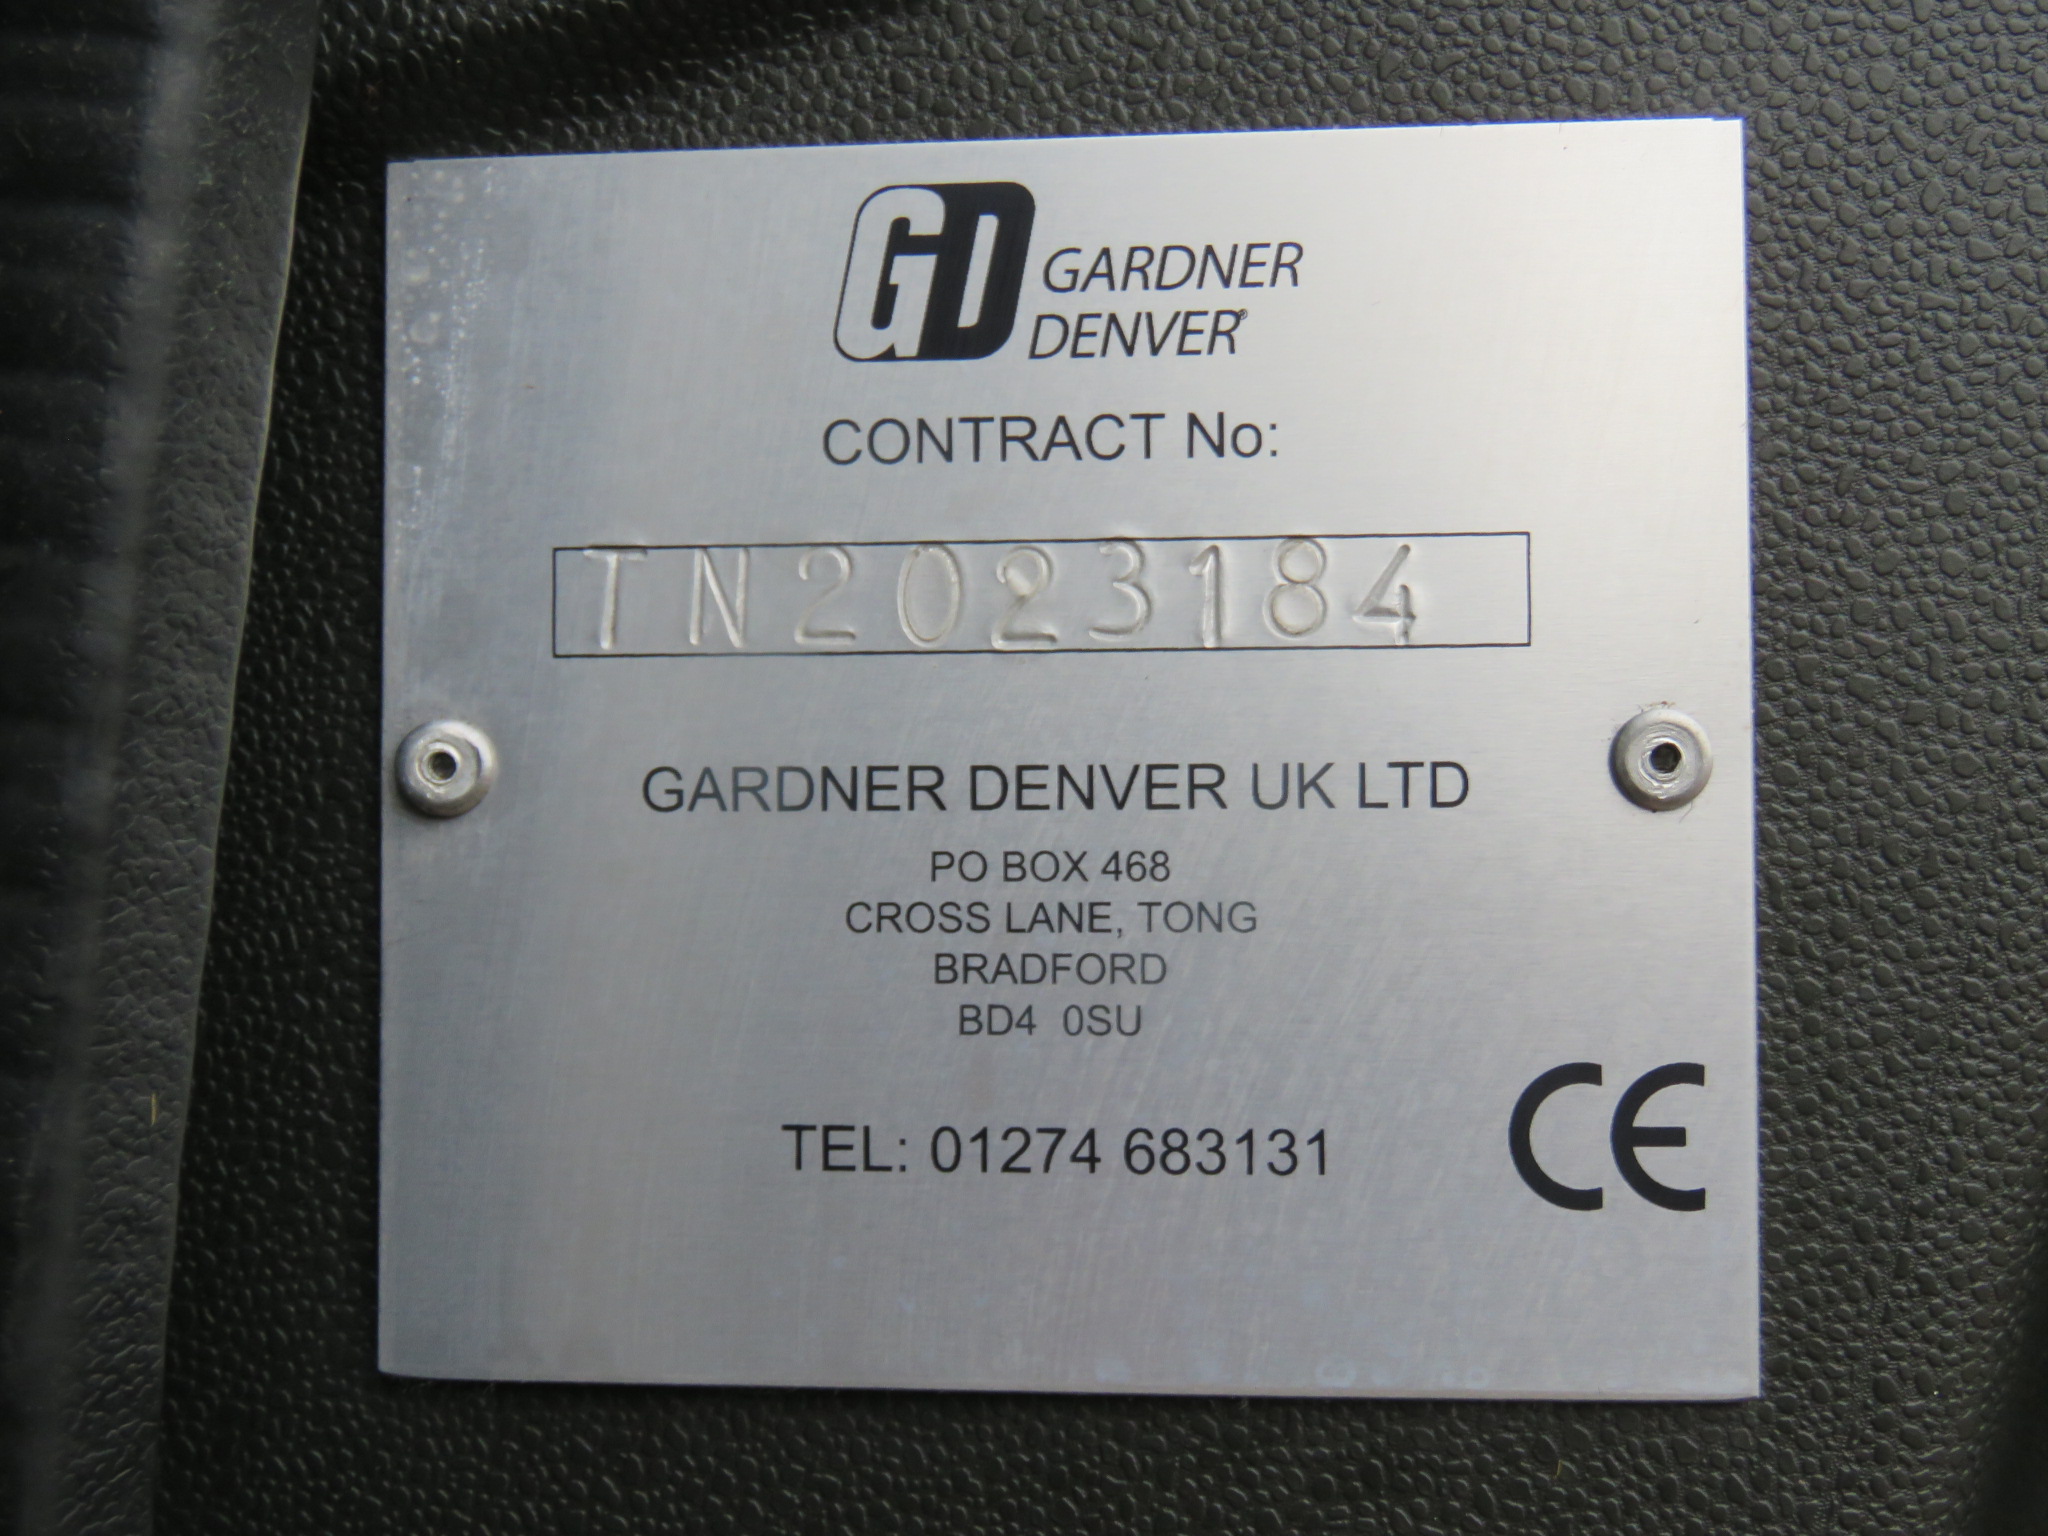 GD GARDNER
DENVER®
CONTRACT No:
TN2023184
GARDNER DENVER UK LTD
PO BOX 468
CROSS LANE, TONG
BRADFORD
BD4 0SU
TEL: 01274 683131
CE